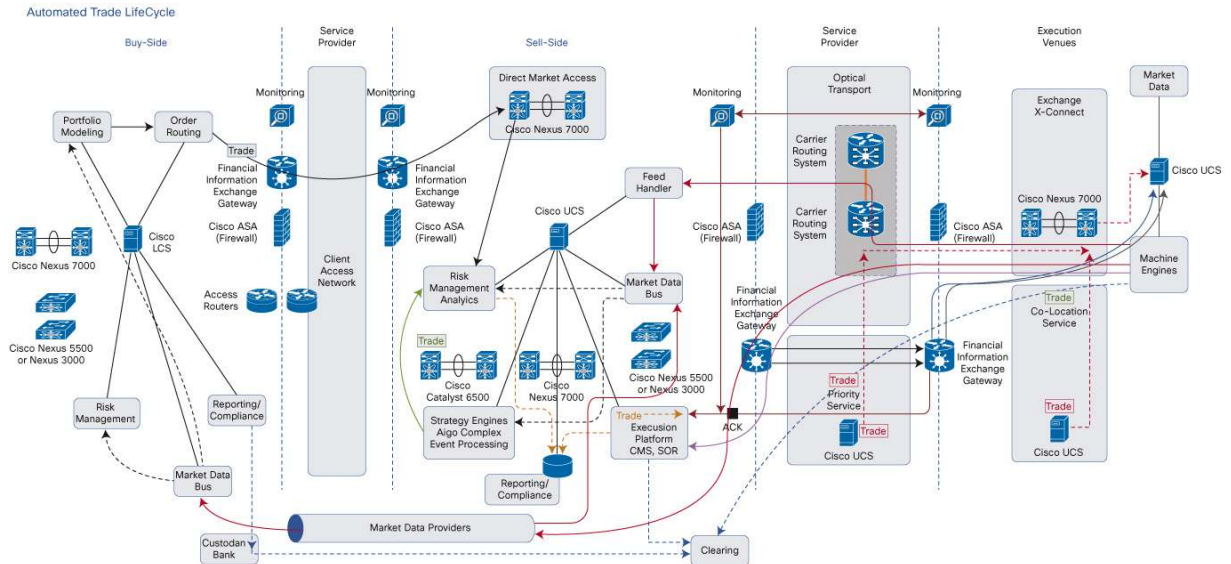 Automated Trade LifeCycle
Buy-Side
Service
Provider
Sell-Side
Service
Provider
Execution
Venues
Portfolio
Modeling
Order
Routing
Trade
Cisco
LCS
Cisco Nexus 7000
Cisco Nexus 5500
or Nexus 3000
Risk
Management
Reporting/
Compliance
Market Data
Bus
Custodan
Bank
Monitoring
Financial
Information
Exchange
Gateway
Cisco ASA
(Firewall)
Access
Routers
Client
Access
Network
Monitoring
Financial
Information
Exchange
Gateway
Cisco ASA
(Firewall)
Direct Market Access
Cisco Nexus 7000
Feed
Handler
Cisco UCS
Risk
Management
Analyics
Market Data
Bus
Trade
Cisco
Catalyst 6500
Cisco
Nexus 7000
Cisco Nexus 5500
or Nexus 3000
Strategy Engines
Aigo Complex
Event Processing
Trade
Execusion
Platform
CMS, SOR
ACK
Reporting/
Compliance
Market Data Providers
Clearing
Monitoring
Cisco ASA
(Firewall)
Financial
Information
Exchange
Gateway
Optical
Transport
Carrier
Routing
System
Carrier
Routing
System
Trade
Priority
Service
Trade
Cisco UCS
Monitoring
Cisco ASA
(Firewall)
Financial
Information
Exchange
Gateway
Exchange
X-Connect
Cisco Nexus 7000
Trade
Co-Location
Service
Trade
Cisco UCS
Market
Data
Cisco UCS
Machine
Engines